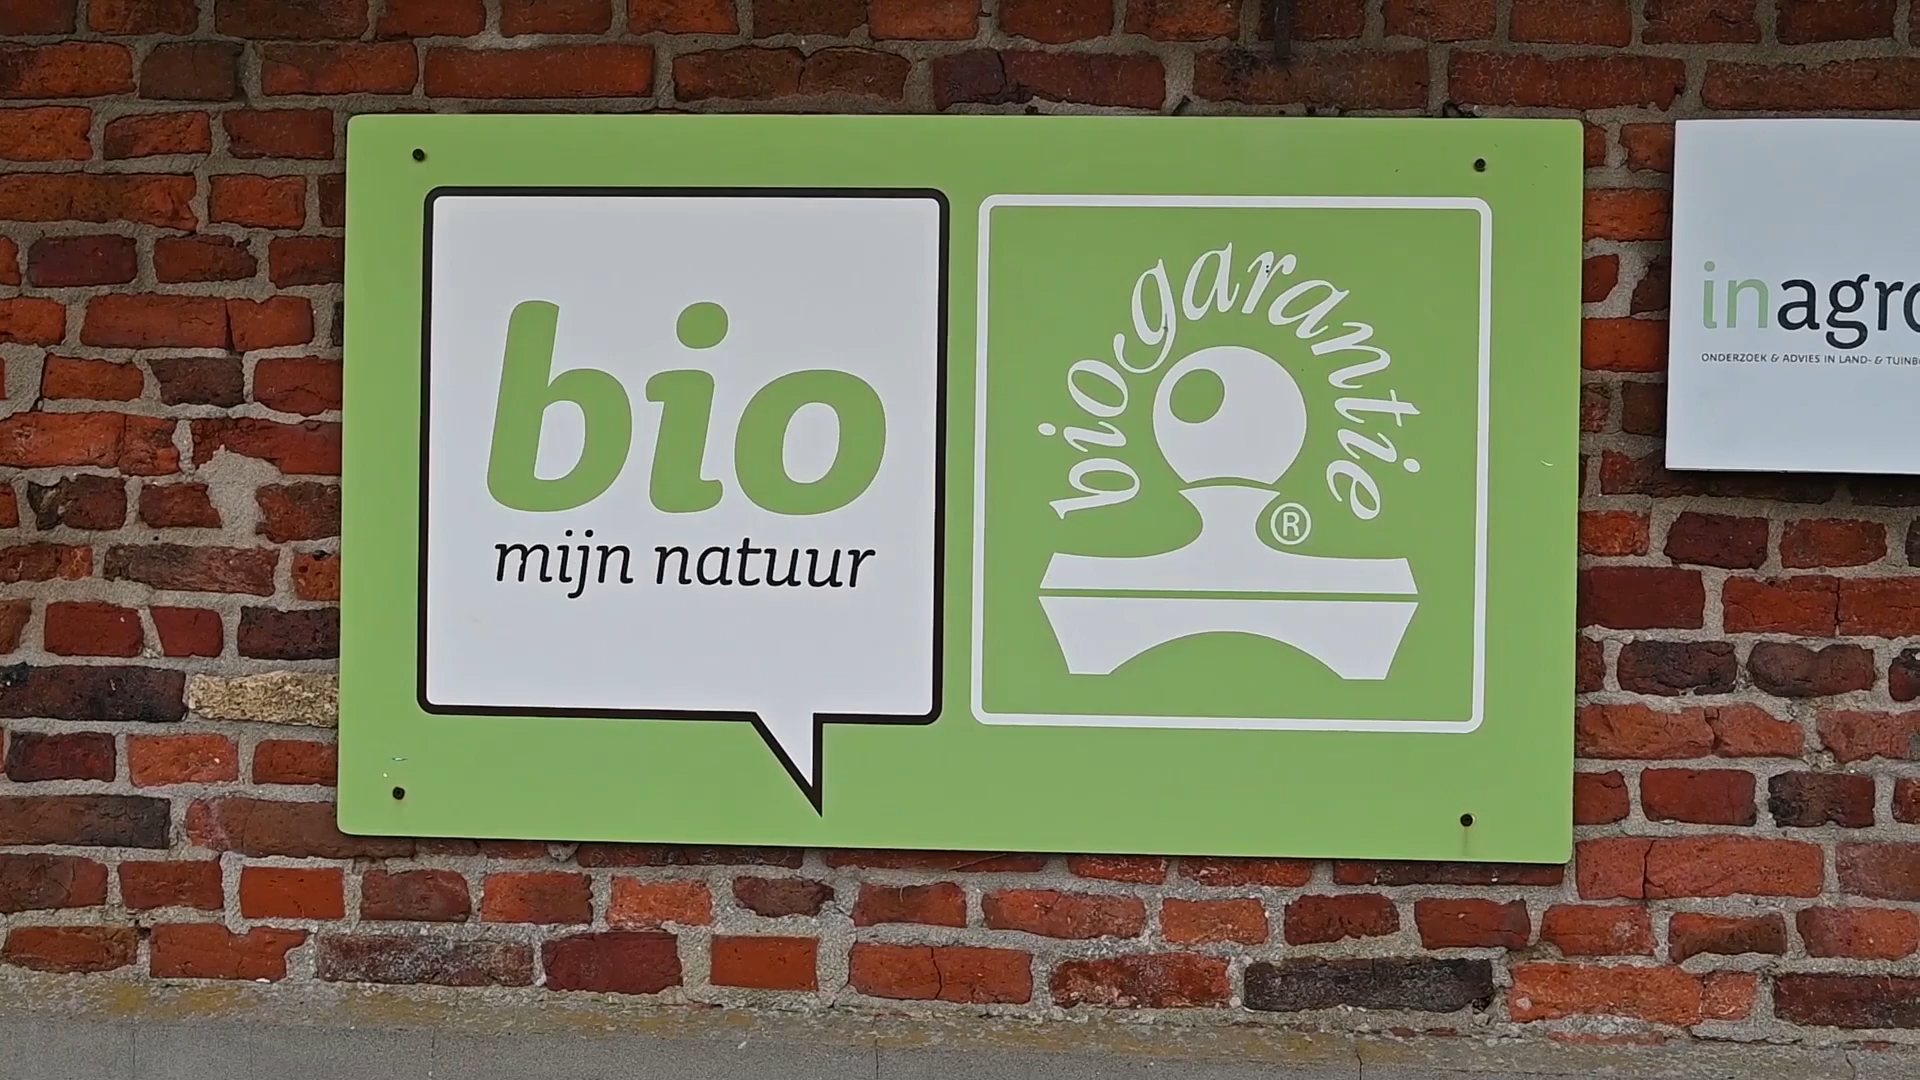 bio
mijn natuur
biogarantie
®
inagro
ONDERZOEK & ADVIES IN LAND- & TUINB